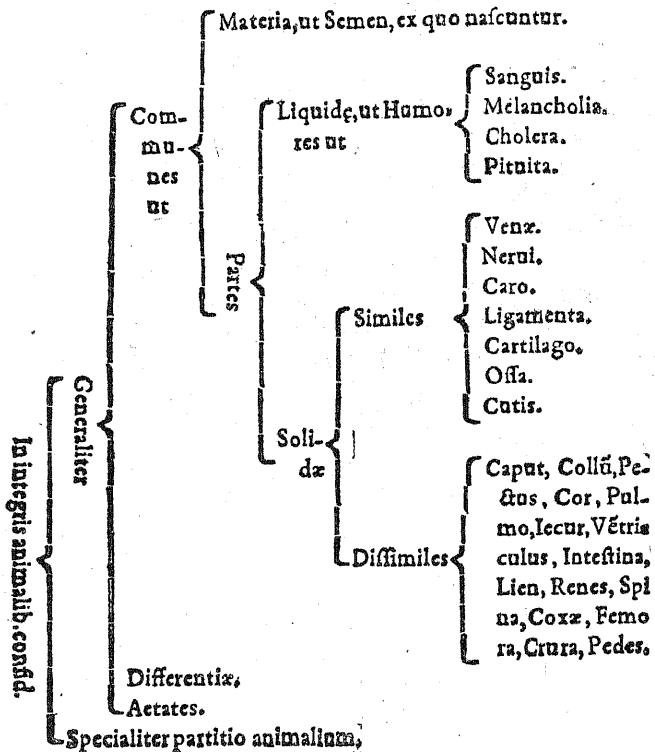 In integris animalib. consid.
Generaliter
Com-
mu-
nes
ut
Materia, ut Semen, ex quo naſcuntur.
Partes
Liquidę, ut Humo-
res ut
Sanguis.
Melancholia.
Cholera.
Pituita.
Soli-
dæ
Similes
Venæ.
Nerui.
Caro.
Ligamenta.
Cartilago.
Oſſa.
Cutis.
Diſſimiles
Caput, Collũ, Pe-
ctus, Cor, Pul-
mo, Iecur, Vẽtri-
culus, Inteſtina,
Lien, Renes, Spi
na, Coxæ, Femo
ra, Crura, Pedes.
Differentiæ.
Aetates.
Specialiter partitio animalium,